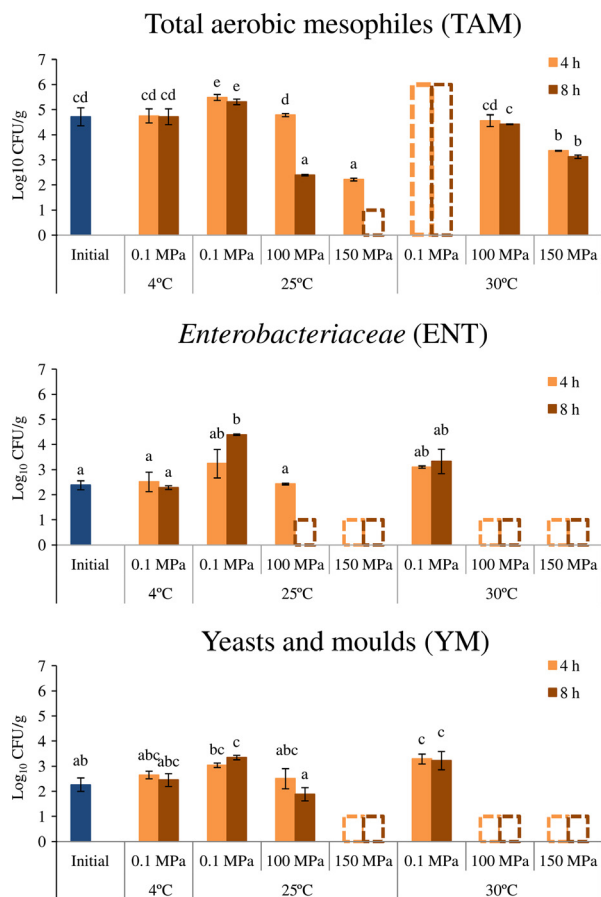 Total aerobic mesophiles (TAM)
Log10 CFU/g
7
6
5
4
3
2
1
0
cd
cd cd
e e
d
a
a
cd
c
b b
4 h
8 h
Initial 0.1 MPa 0.1 MPa 100 MPa 150 MPa 0.1 MPa 100 MPa 150 MPa
4ºC 25ºC 30ºC
Enterobacteriaceae (ENT)
Log10 CFU/g
7
6
5
4
3
2
1
0
a
a
a
ab
b
a
ab
ab
4 h
8 h
Initial 0.1 MPa 0.1 MPa 100 MPa 150 MPa 0.1 MPa 100 MPa 150 MPa
4ºC 25ºC 30ºC
Yeasts and moulds (YM)
Log10 CFU/g
7
6
5
4
3
2
1
0
ab
abc
abc
bc
c
abc
a
c
c
4 h
8 h
Initial 0.1 MPa 0.1 MPa 100 MPa 150 MPa 0.1 MPa 100 MPa 150 MPa
4ºC 25ºC 30ºC